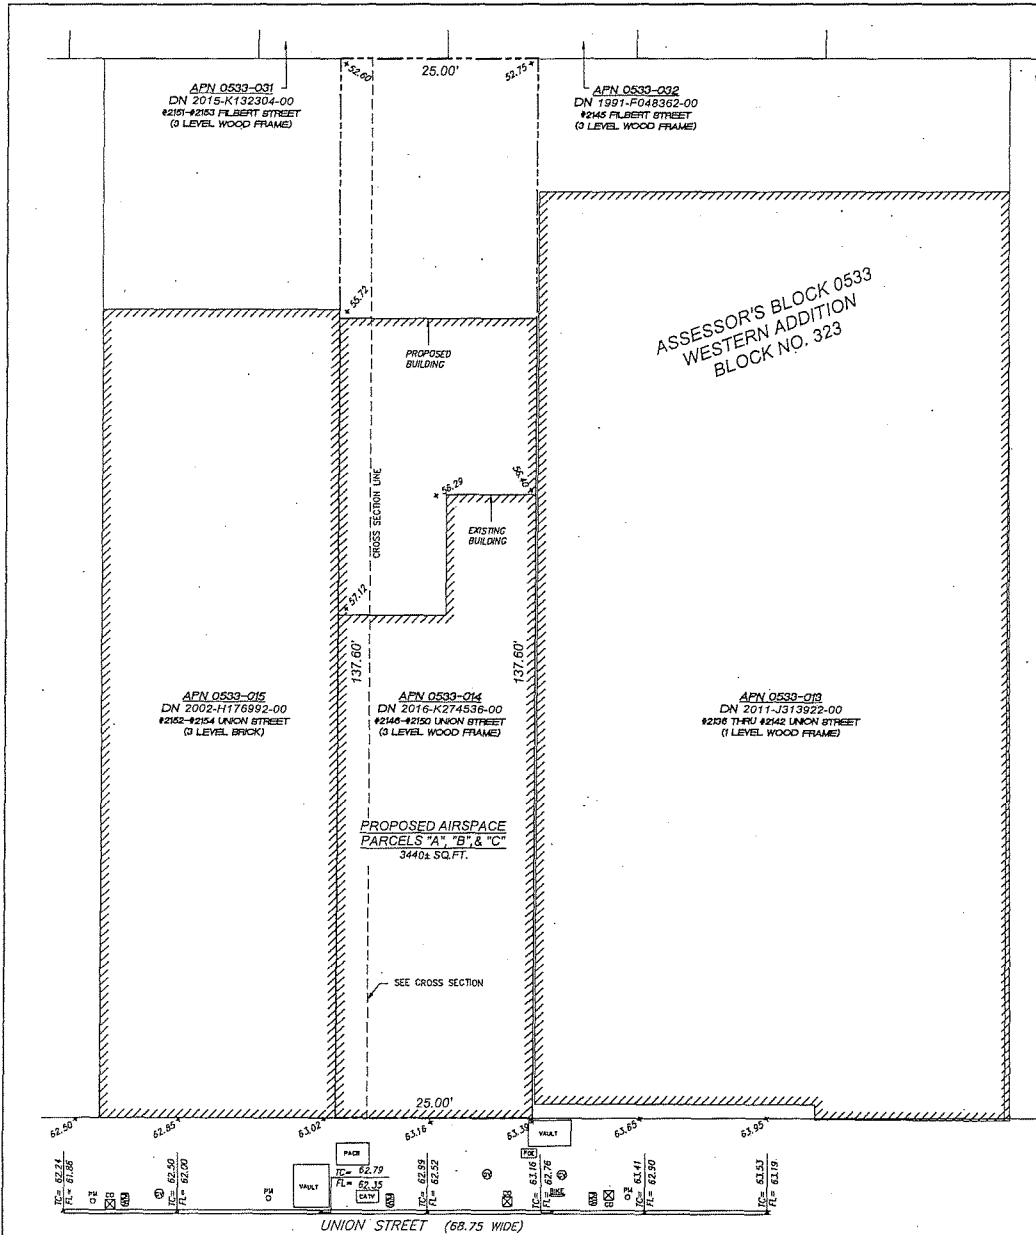 52.60
25.00'
52.75
APN 0533-031
DN 2015-K132304-00
#2151-#2153 FILBERT STREET
(3 LEVEL WOOD FRAME)
APN 0533-032
DN 1991-F048362-00
#2145 FILBERT STREET
(3 LEVEL WOOD FRAME)
55.72
PROPOSED
BUILDING
ASSESSOR'S BLOCK 0533
WESTERN ADDITION
BLOCK NO. 323
CROSS SECTION LINE
56.29
55.40
EXISTING
BUILDING
57.12
137.60'
137.60'
APN 0533-015
DN 2002-H176992-00
#2152-#2154 UNION STREET
(3 LEVEL BRICK)
APN 0533-014
DN 2016-K274536-00
#2146-#2150 UNION STREET
(3 LEVEL WOOD FRAME)
APN 0533-013
DN 2011-J313922-00
#2136 THRU #2142 UNION STREET
(1 LEVEL WOOD FRAME)
PROPOSED AIRSPACE
PARCELS "A", "B", & "C"
3440± SQ.FT.
SEE CROSS SECTION
25.00'
62.50
62.85
63.02
63.16
63.39
63.65
63.95
VAULT
PACB
VAULT
CATV
BIKE
PM
PM
PM
TC= 62.24
FL= 61.86
TC= 62.50
FL= 62.00
TC= 62.79
FL= 62.35
TC= 62.99
FL= 62.52
TC= 63.16
FL= 62.76
TC= 63.41
FL= 62.90
TC= 63.53
FL= 63.19
UNION STREET (68.75 WIDE)